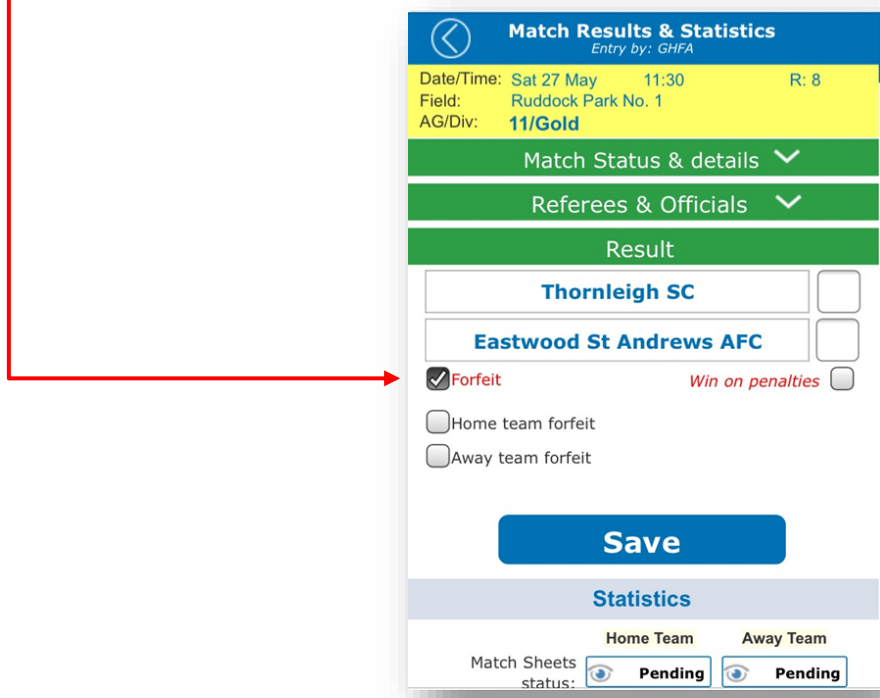 Match Results & Statistics
Entry by: GHFA
Date/Time: Sat 27 May 11:30 R: 8
Field: Ruddock Park No. 1
AG/Div: 11/Gold
Match Status & details
Referees & Officials
Result
Thornleigh SC
Eastwood St Andrews AFC
Forfeit Win on penalties
Home team forfeit
Away team forfeit
Save
Statistics
Home Team Away Team
Match Sheets
status: Pending Pending